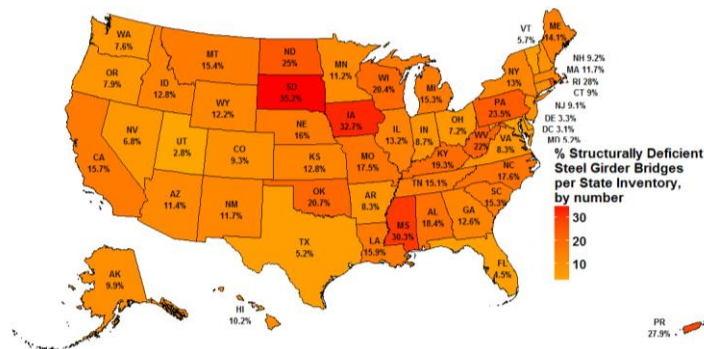 WA
7.6%
OR
7.9%
CA
15.7%
NV
6.8%
ID
12.8%
MT
15.4%
WY
12.2%
UT
2.8%
AZ
11.4%
CO
9.3%
NM
11.7%
ND
25%
SD
35.2%
NE
16%
KS
12.8%
OK
20.7%
TX
5.2%
MN
11.2%
IA
32.7%
MO
17.5%
AR
8.3%
LA
15.9%
WI
20.4%
IL
13.2%
MI
15.3%
IN
8.7%
OH
7.2%
KY
19.3%
TN 15.1%
MS
30.3%
AL
18.4%
GA
12.6%
FL
4.5%
SC
15.3%
NC
17.6%
VA
8.3%
WV
22%
PA
23.5%
NY
13%
VT
5.7%
ME
14.1%
NH 9.2%
MA 11.7%
RI 28%
CT 9%
NJ 9.1%
DE 3.3%
DC 3.1%
MD 5.2%
AK
9.9%
HI
10.2%
PR
27.9%
% Structurally Deficient
Steel Girder Bridges
per State Inventory,
by number
30
20
10